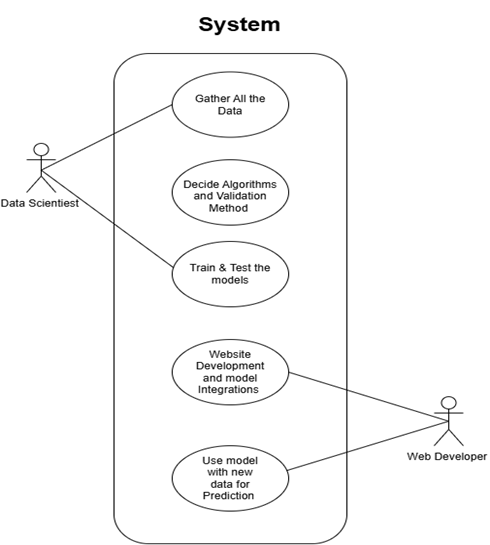 System
Gather All the
Data
Data Scientiest
Decide Algorithms
and Validation
Method
Train & Test the
models
Website
Development
and model
Integrations
Web Developer
Use model
with new
data for
Prediction